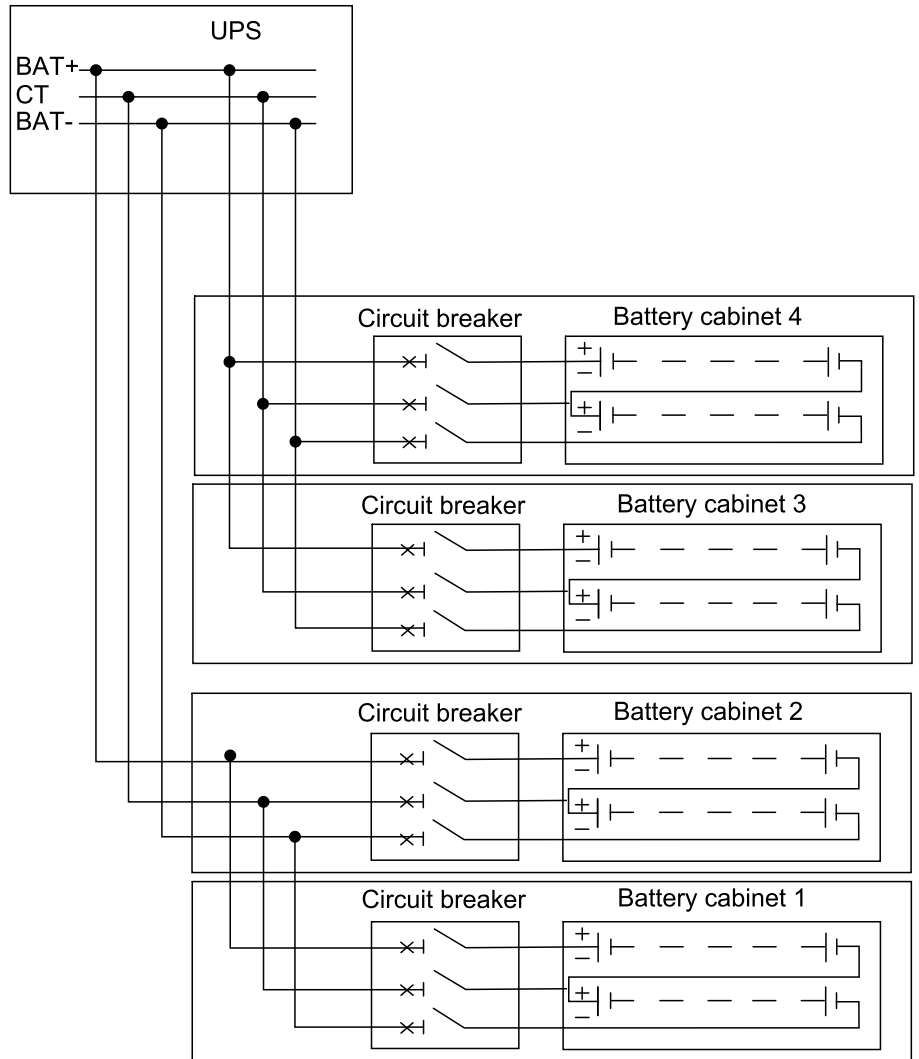 UPS
BAT+
CT
BAT-
Circuit breaker
Battery cabinet 4
+
−
+
−
Circuit breaker
Battery cabinet 3
+
−
+
−
Circuit breaker
Battery cabinet 2
+
−
+
−
Circuit breaker
Battery cabinet 1
+
−
+
−